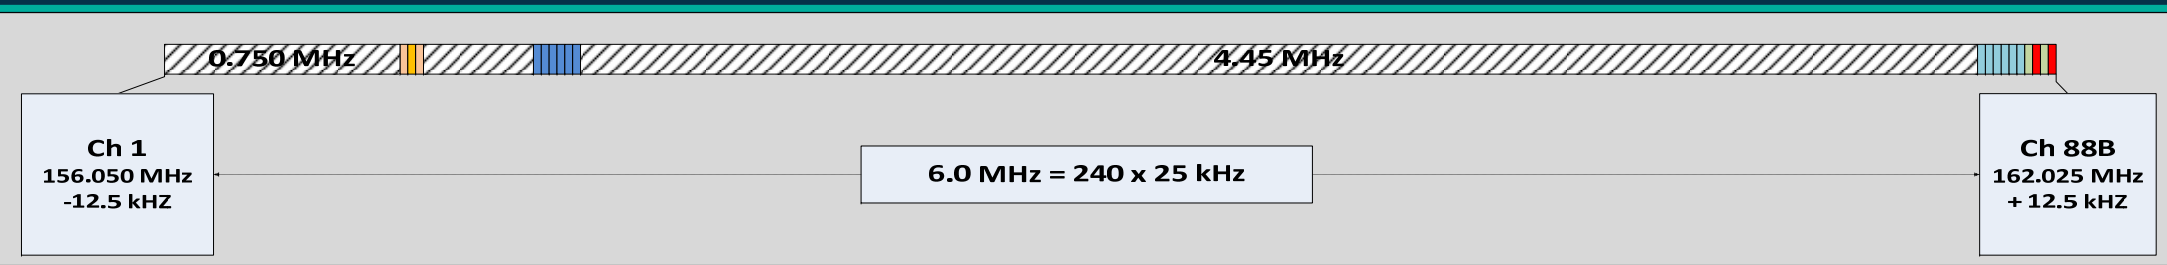 0.750 MHz
4.45 MHz
Ch 1
156.050 MHz
-12.5 kHZ
6.0 MHz = 240 x 25 kHz
Ch 88B
162.025 MHz
+ 12.5 kHZ